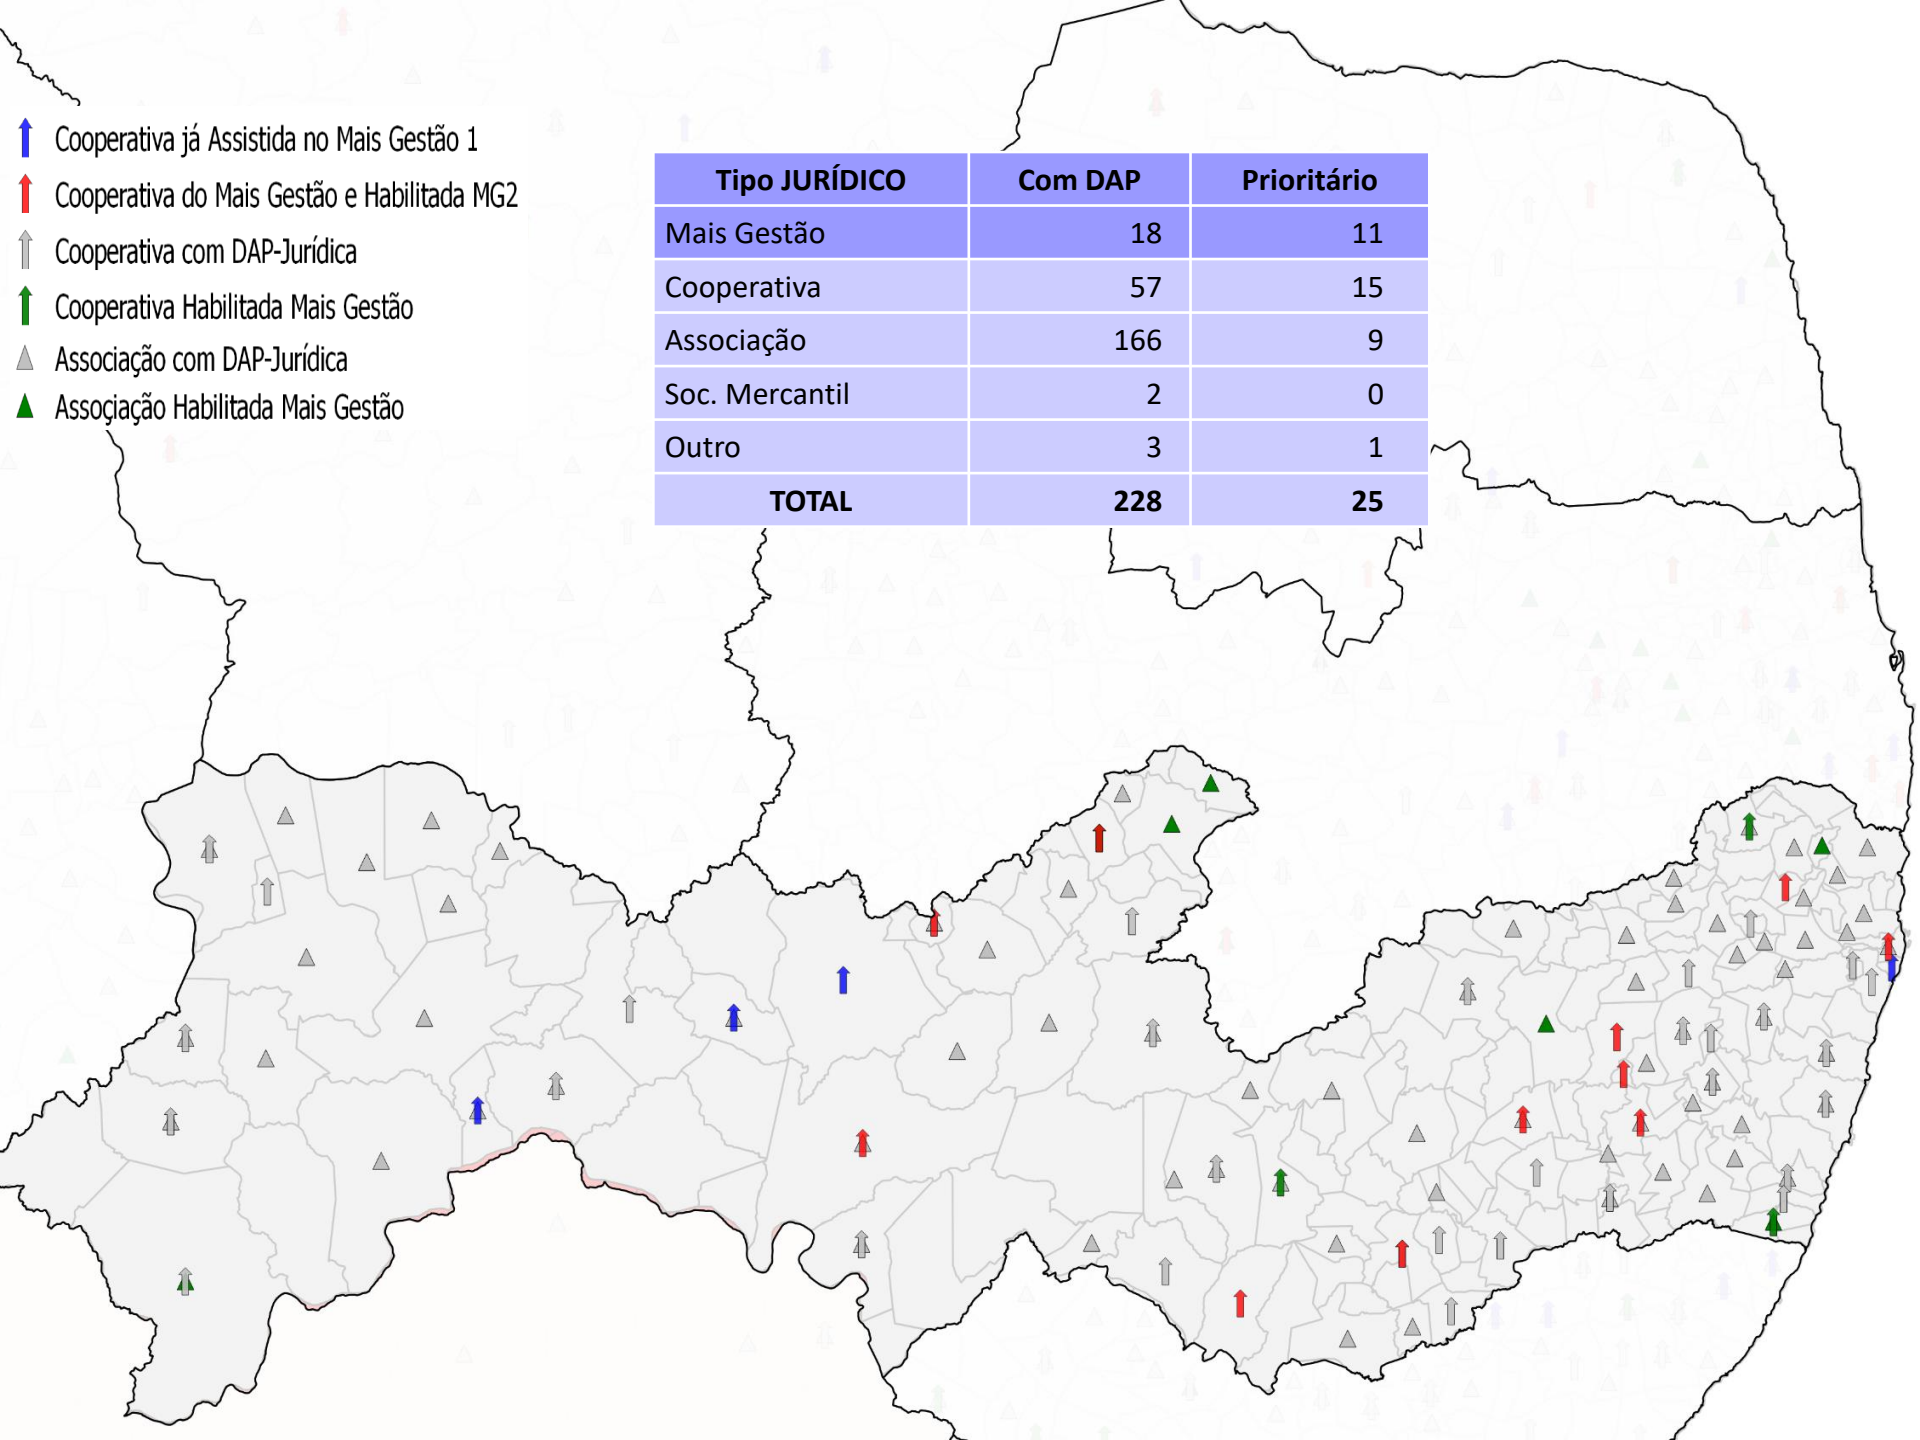 Cooperativa já Assistida no Mais Gestão 1
Cooperativa do Mais Gestão e Habilitada MG2
Cooperativa com DAP-Jurídica
Cooperativa Habilitada Mais Gestão
Associação com DAP-Jurídica
Assoçiação Habilitada Mais Gestão
Tipo JURÍDICO Com DAP Prioritário
Mais Gestão 18 11
Cooperativa 57 15
Associação 166 9
Soc. Mercantil 2 0
Outro 3 1
TOTAL 228 25